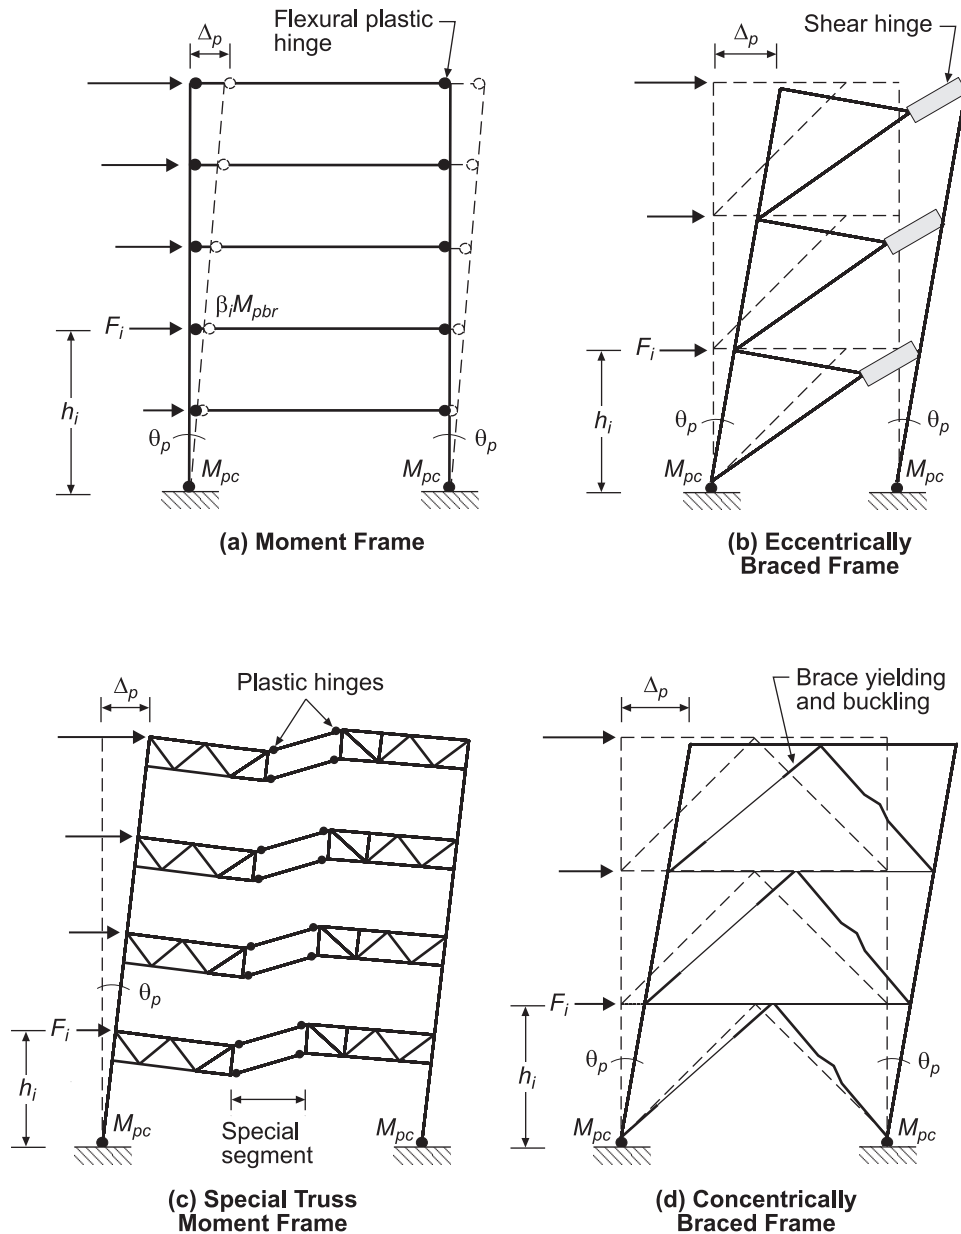 Flexural plastic
hinge
Δp
βiMpbr
Fi
hi
θp
θp
Mpc
Mpc
(a) Moment Frame
Shear hinge
Δp
Fi
hi
θp
θp
Mpc
Mpc
(b) Eccentrically
Braced Frame
Plastic hinges
Δp
θp
Fi
hi
Mpc
Mpc
Special
segment
(c) Special Truss
Moment Frame
Brace yielding
and buckling
Δp
Fi
hi
θp
θp
Mpc
Mpc
(d) Concentrically
Braced Frame